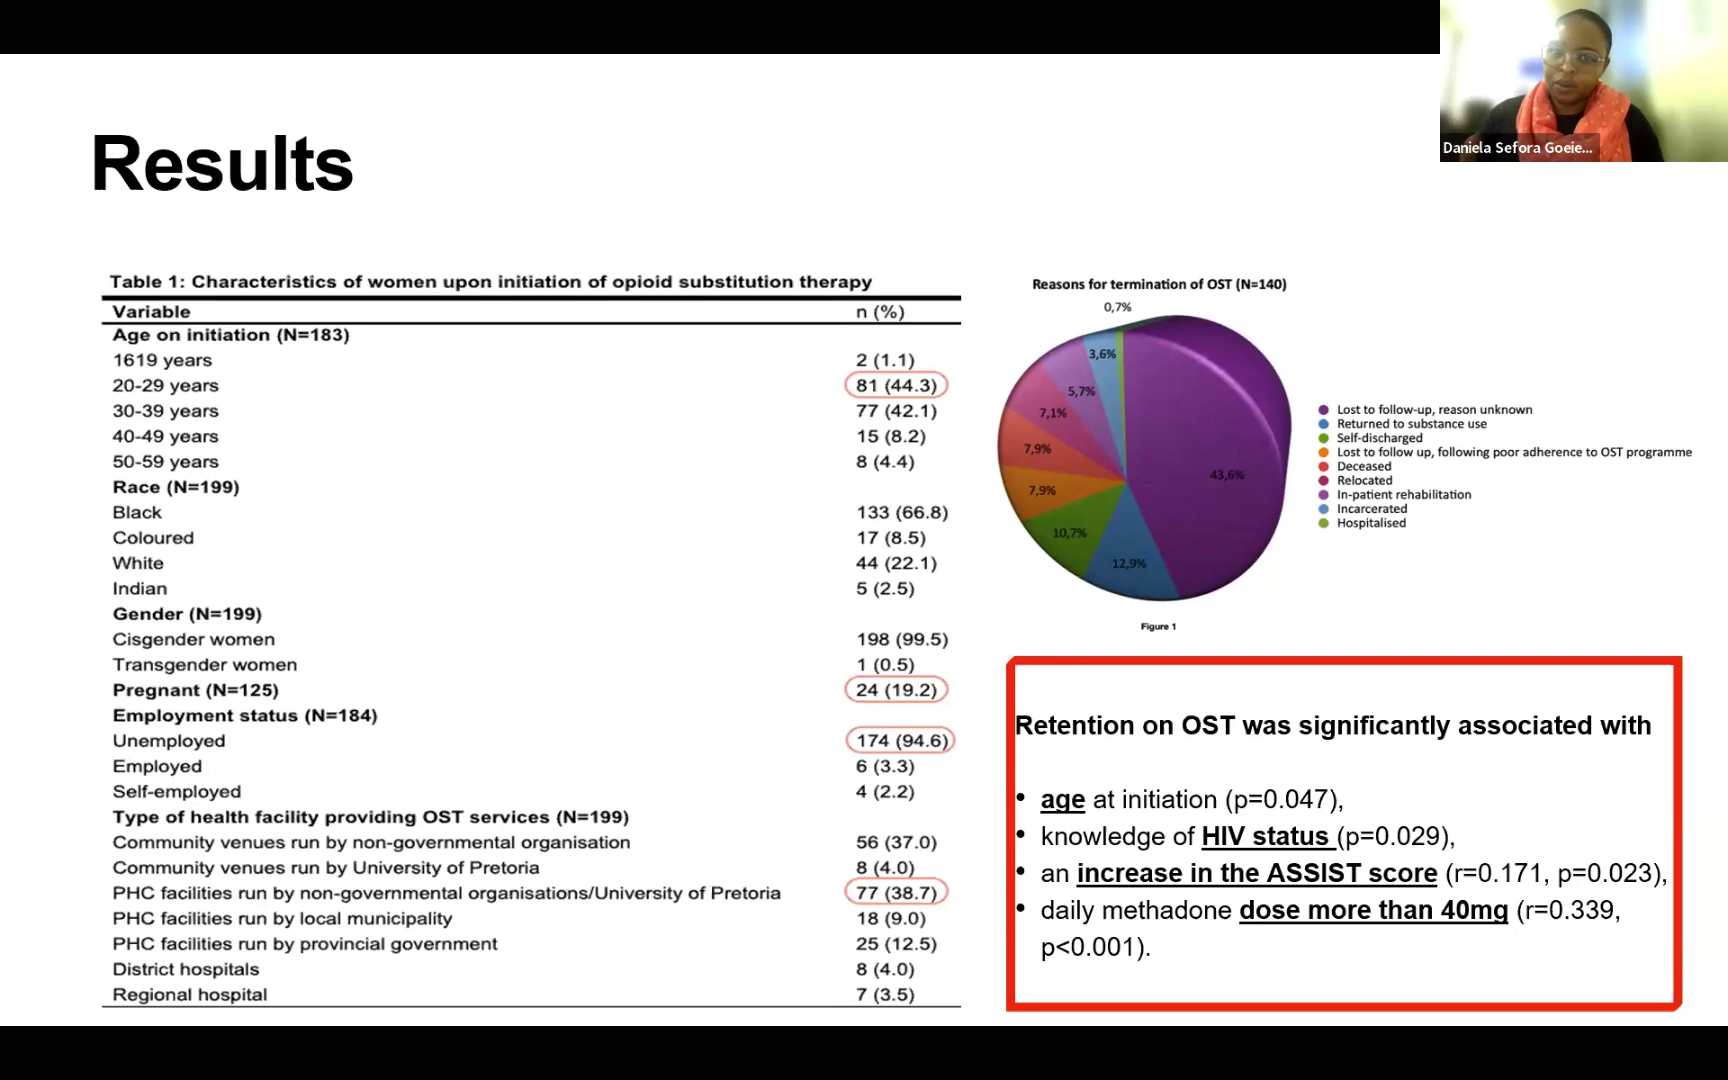 Daniela Sefora Goeie...
Results
Table 1: Characteristics of women upon initiation of opioid substitution therapy
Variable n (%)
Age on initiation (N=183)
1619 years 2 (1.1)
20-29 years 81 (44.3)
30-39 years 77 (42.1)
40-49 years 15 (8.2)
50-59 years 8 (4.4)
Race (N=199)
Black 133 (66.8)
Coloured 17 (8.5)
White 44 (22.1)
Indian 5 (2.5)
Gender (N=199)
Cisgender women 198 (99.5)
Transgender women 1 (0.5)
Pregnant (N=125) 24 (19.2)
Employment status (N=184)
Unemployed 174 (94.6)
Employed 6 (3.3)
Self-employed 4 (2.2)
Type of health facility providing OST services (N=199)
Community venues run by non-governmental organisation 56 (37.0)
Community venues run by University of Pretoria 8 (4.0)
PHC facilities run by non-governmental organisations/University of Pretoria 77 (38.7)
PHC facilities run by local municipality 18 (9.0)
PHC facilities run by provincial government 25 (12.5)
District hospitals 8 (4.0)
Regional hospital 7 (3.5)
Reasons for termination of OST (N=140)
0,7%
3,6%
5,7%
7,1%
7,9%
7,9%
10,7%
12,9%
43,6%
Lost to follow-up, reason unknown
Returned to substance use
Self-discharged
Lost to follow up, following poor adherence to OST programme
Deceased
Relocated
In-patient rehabilitation
Incarcerated
Hospitalised
Figure 1
Retention on OST was significantly associated with
• age at initiation (p=0.047),
• knowledge of HIV status (p=0.029),
• an increase in the ASSIST score (r=0.171, p=0.023),
• daily methadone dose more than 40mg (r=0.339,
p<0.001).